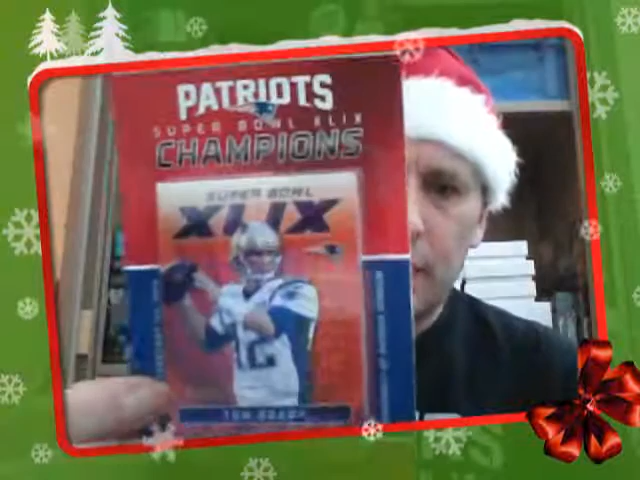 PATRIOTS
SUPER BOWL XLIX
CHAMPIONS
SUPER BOWL
XLIX
12
TOM BRADY